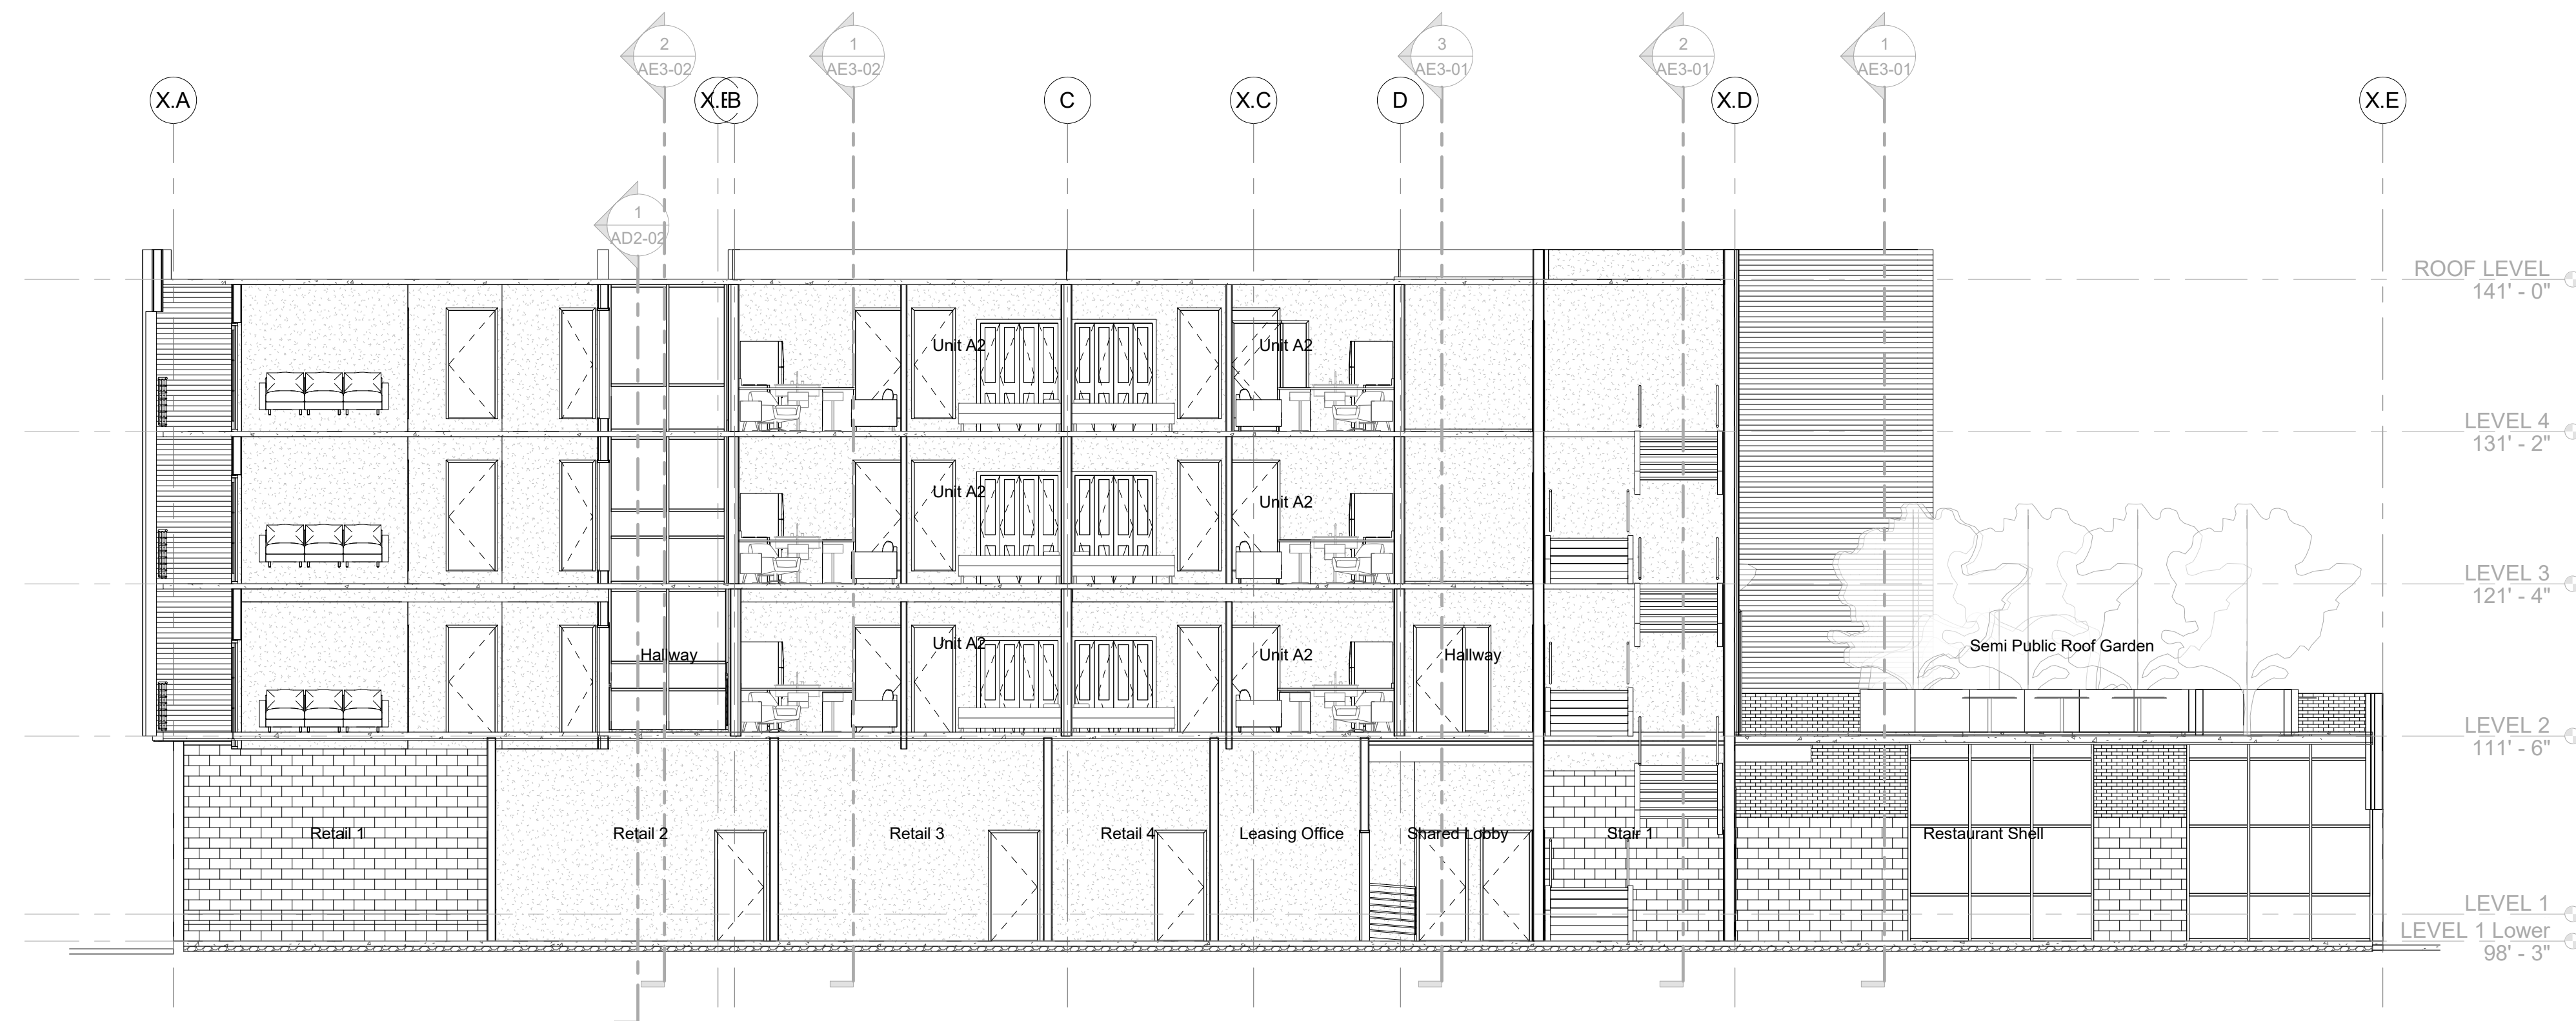 2
AE3-02
1
AE3-02
3
AE3-01
2
AE3-01
1
AE3-01
X.A
B
C
X.C
D
X.D
X.E
1
AD2-02
ROOF LEVEL
141' - 0"
LEVEL 4
131' - 2"
LEVEL 3
121' - 4"
LEVEL 2
111' - 6"
LEVEL 1
LEVEL 1 Lower
98' - 3"
Unit A2
Unit A2
Unit A2
Unit A2
Hallway
Unit A2
Unit A2
Hallway
Semi Public Roof Garden
Retail 1
Retail 2
Retail 3
Retail 4
Leasing Office
Shared Lobby
Stair 1
Restaurant Shell